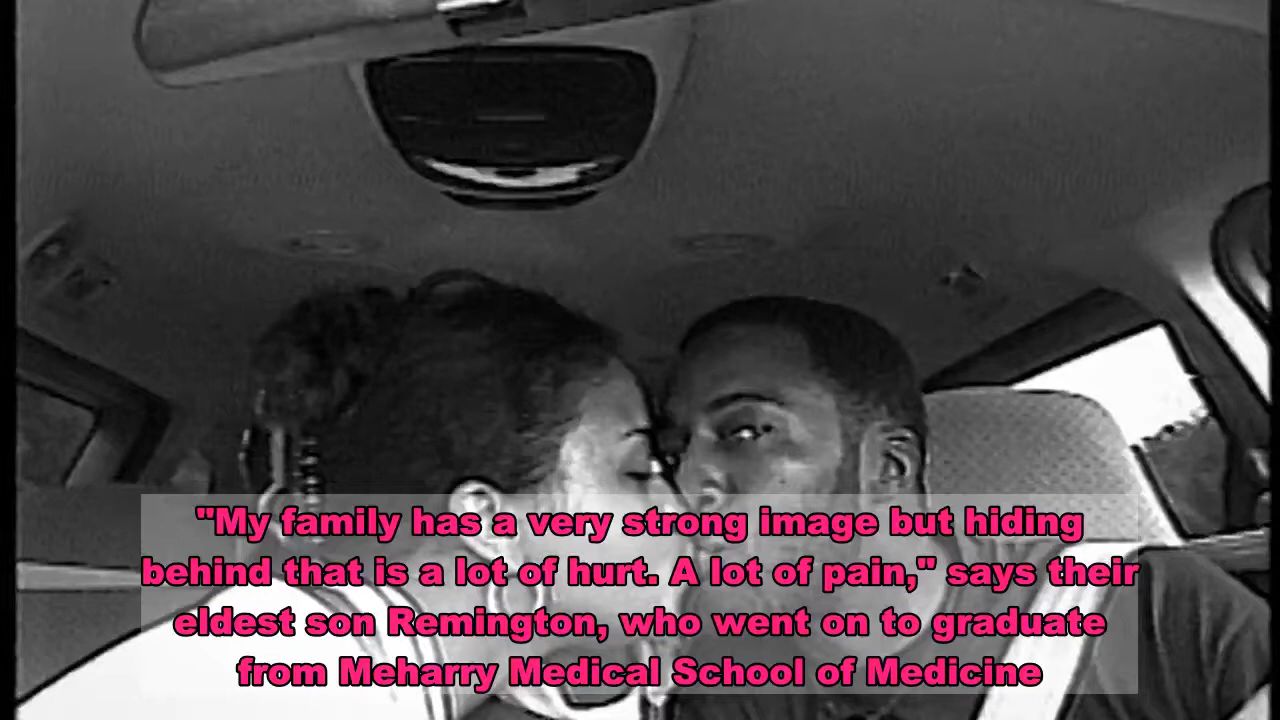 "My family has a very strong image but hiding
behind that is a lot of hurt. A lot of pain," says their
eldest son Remington, who went on to graduate
from Meharry Medical School of Medicine